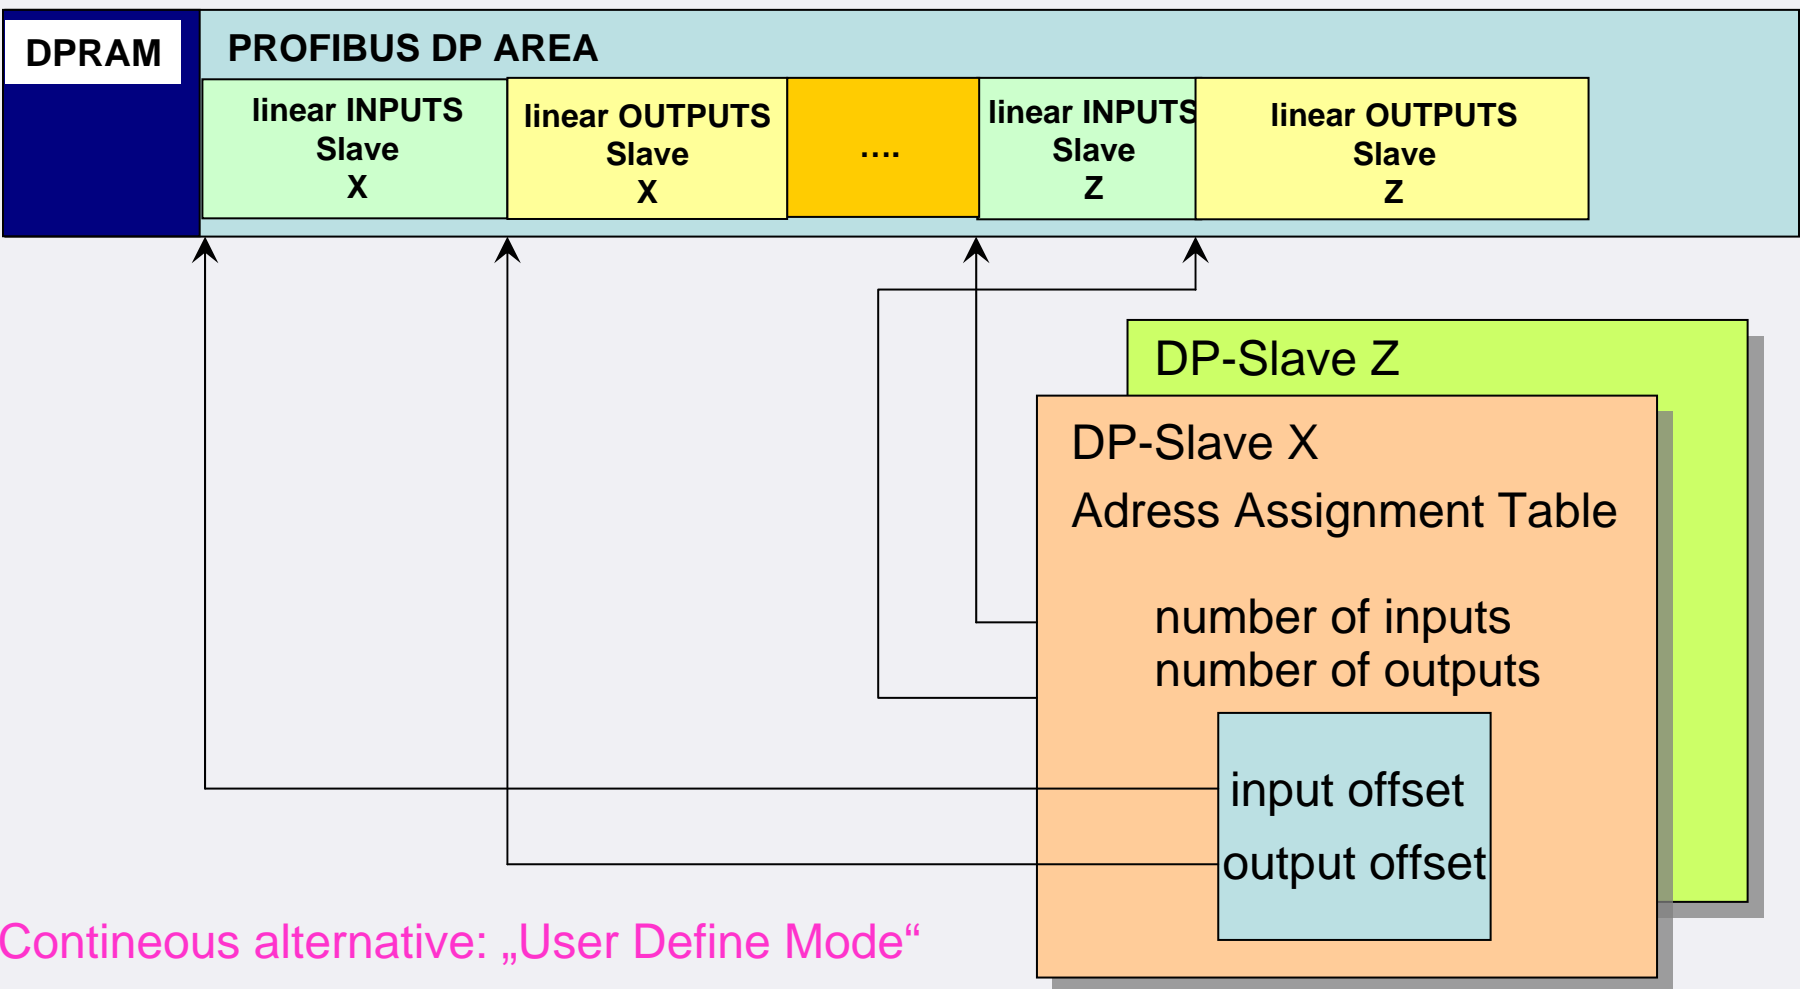 DPRAM
PROFIBUS DP AREA
linear INPUTS
Slave
X
linear OUTPUTS
Slave
X
....
linear INPUTS
Slave
Z
linear OUTPUTS
Slave
Z
DP-Slave Z
DP-Slave X
Adress Assignment Table
number of inputs
number of outputs
input offset
output offset
Contineous alternative: „User Define Mode“